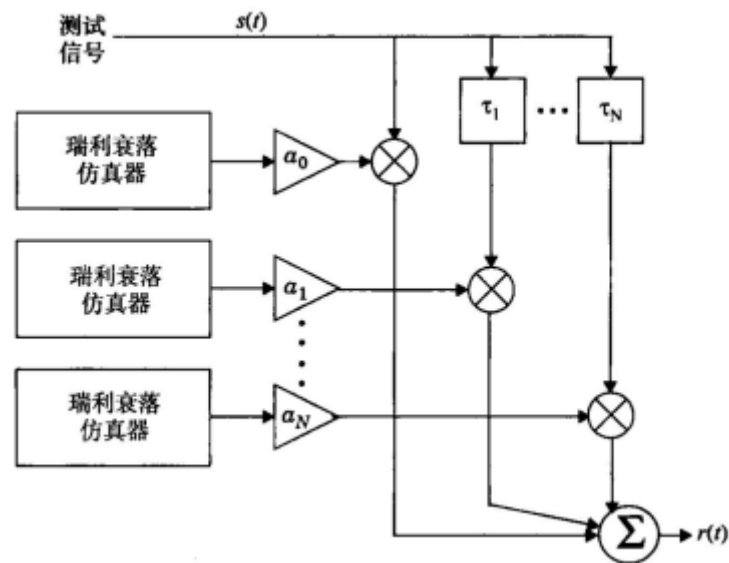 测试
信号
s(t)
τ1 ··· τN
瑞利衰落
仿真器
a0
瑞利衰落
仿真器
a1
瑞利衰落
仿真器
aN
Σ
r(t)